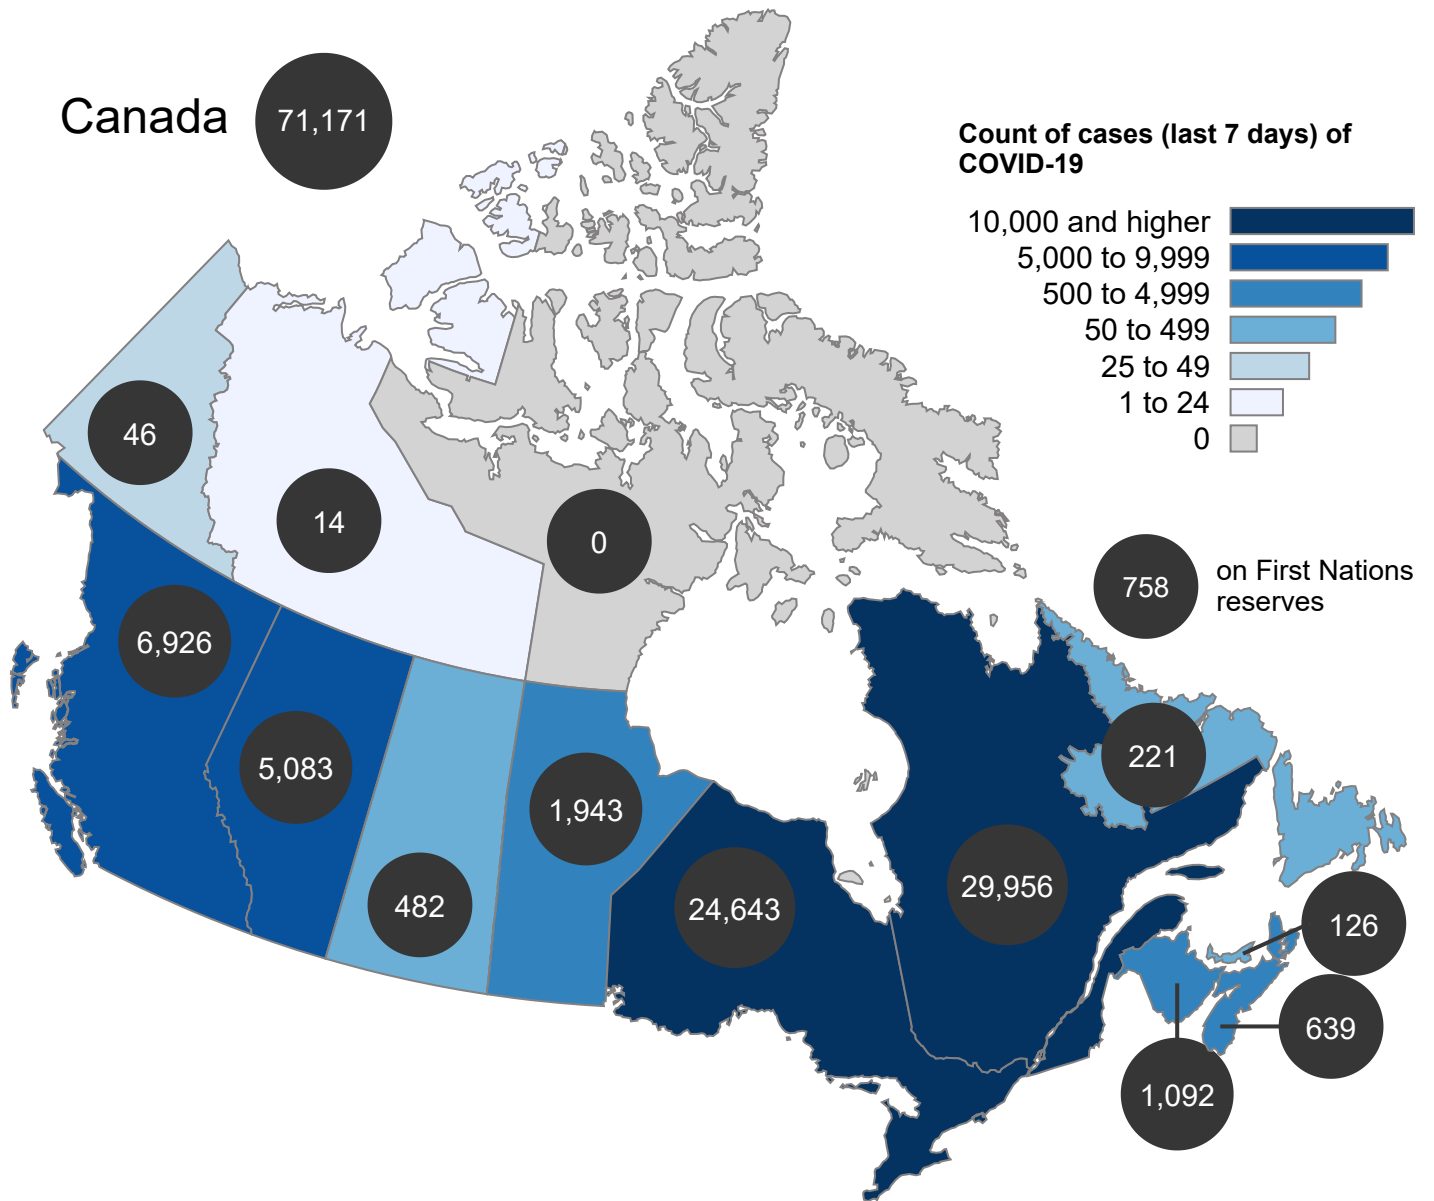 Canada
71,171
Count of cases (last 7 days) of
COVID-19
10,000 and higher
5,000 to 9,999
500 to 4,999
50 to 499
25 to 49
1 to 24
0
46
14
0
758
on First Nations
reserves
6,926
5,083
1,943
221
482
24,643
29,956
126
639
1,092